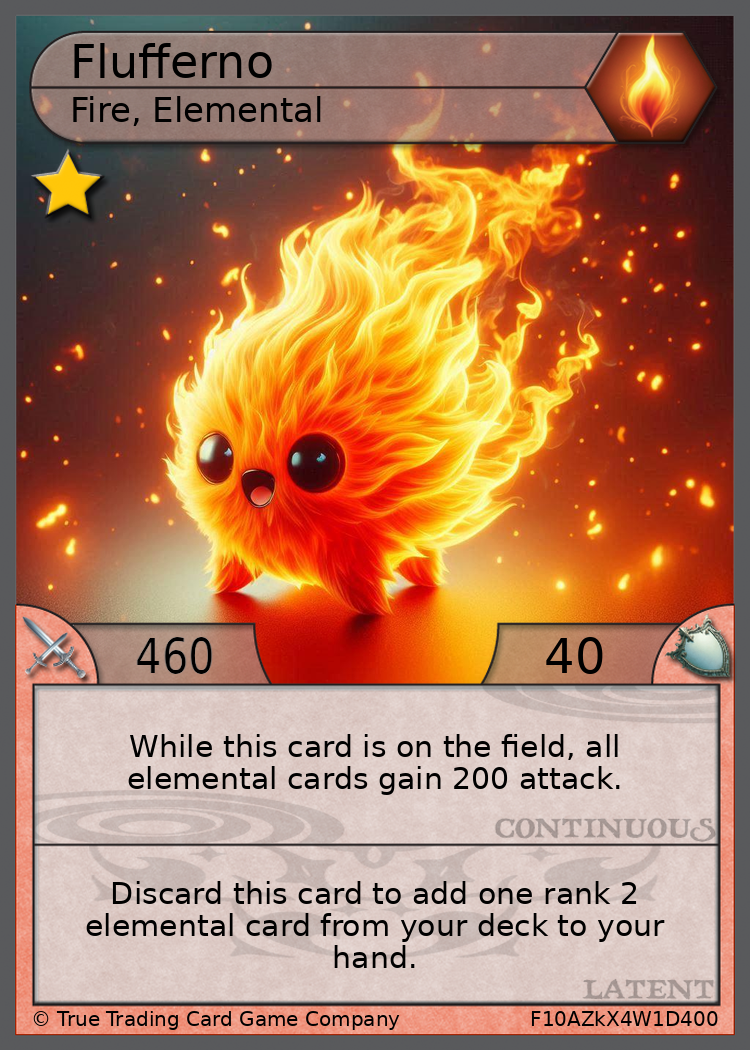 Flufferno
Fire, Elemental
460
40
While this card is on the field, all
elemental cards gain 200 attack.
CONTINUOUS
Discard this card to add one rank 2
elemental card from your deck to your
hand.
LATENT
© True Trading Card Game Company
F10AZkX4W1D400